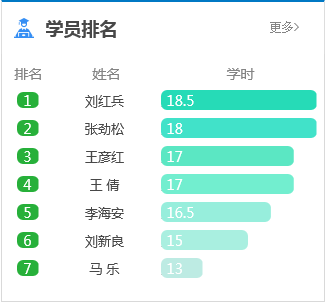 学员排名 更多>
排名 姓名 学时
1 刘红兵 18.5
2 张劲松 18
3 王彦红 17
4 王 倩 17
5 李海安 16.5
6 刘新良 15
7 马 乐 13